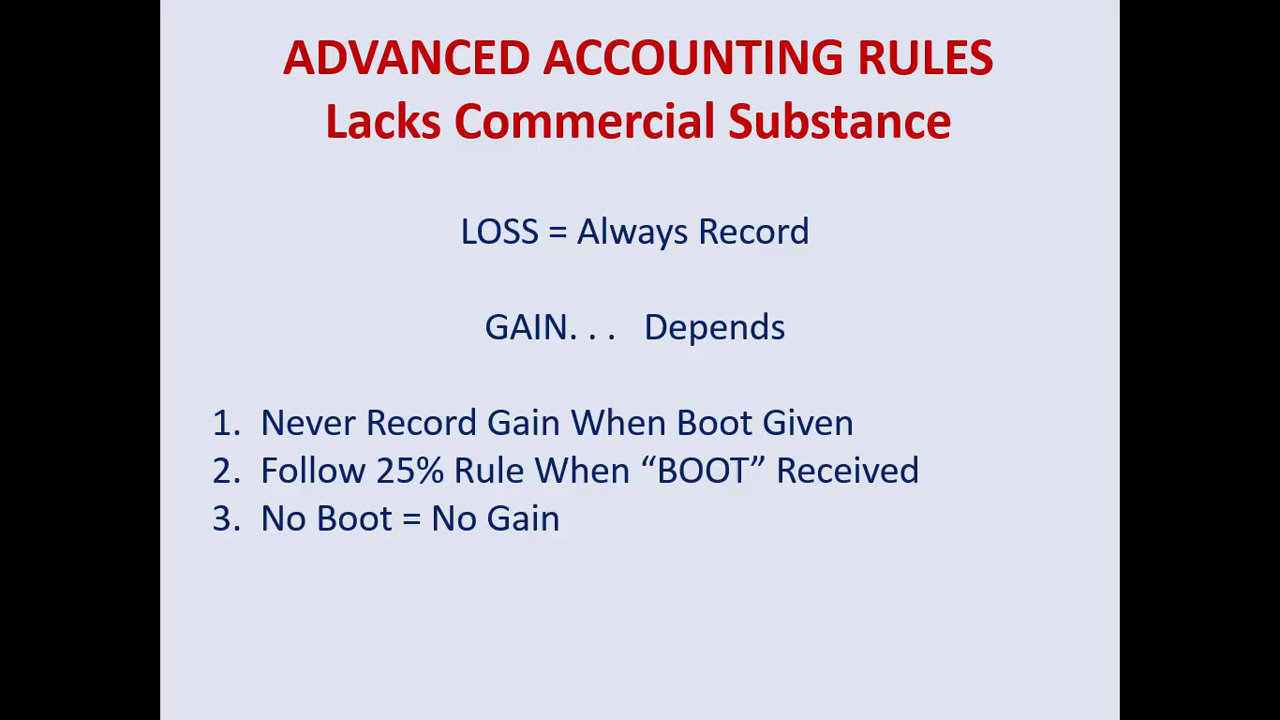 ADVANCED ACCOUNTING RULES
Lacks Commercial Substance
LOSS = Always Record
GAIN. . .   Depends
1. Never Record Gain When Boot Given
2. Follow 25% Rule When “BOOT” Received
3. No Boot = No Gain